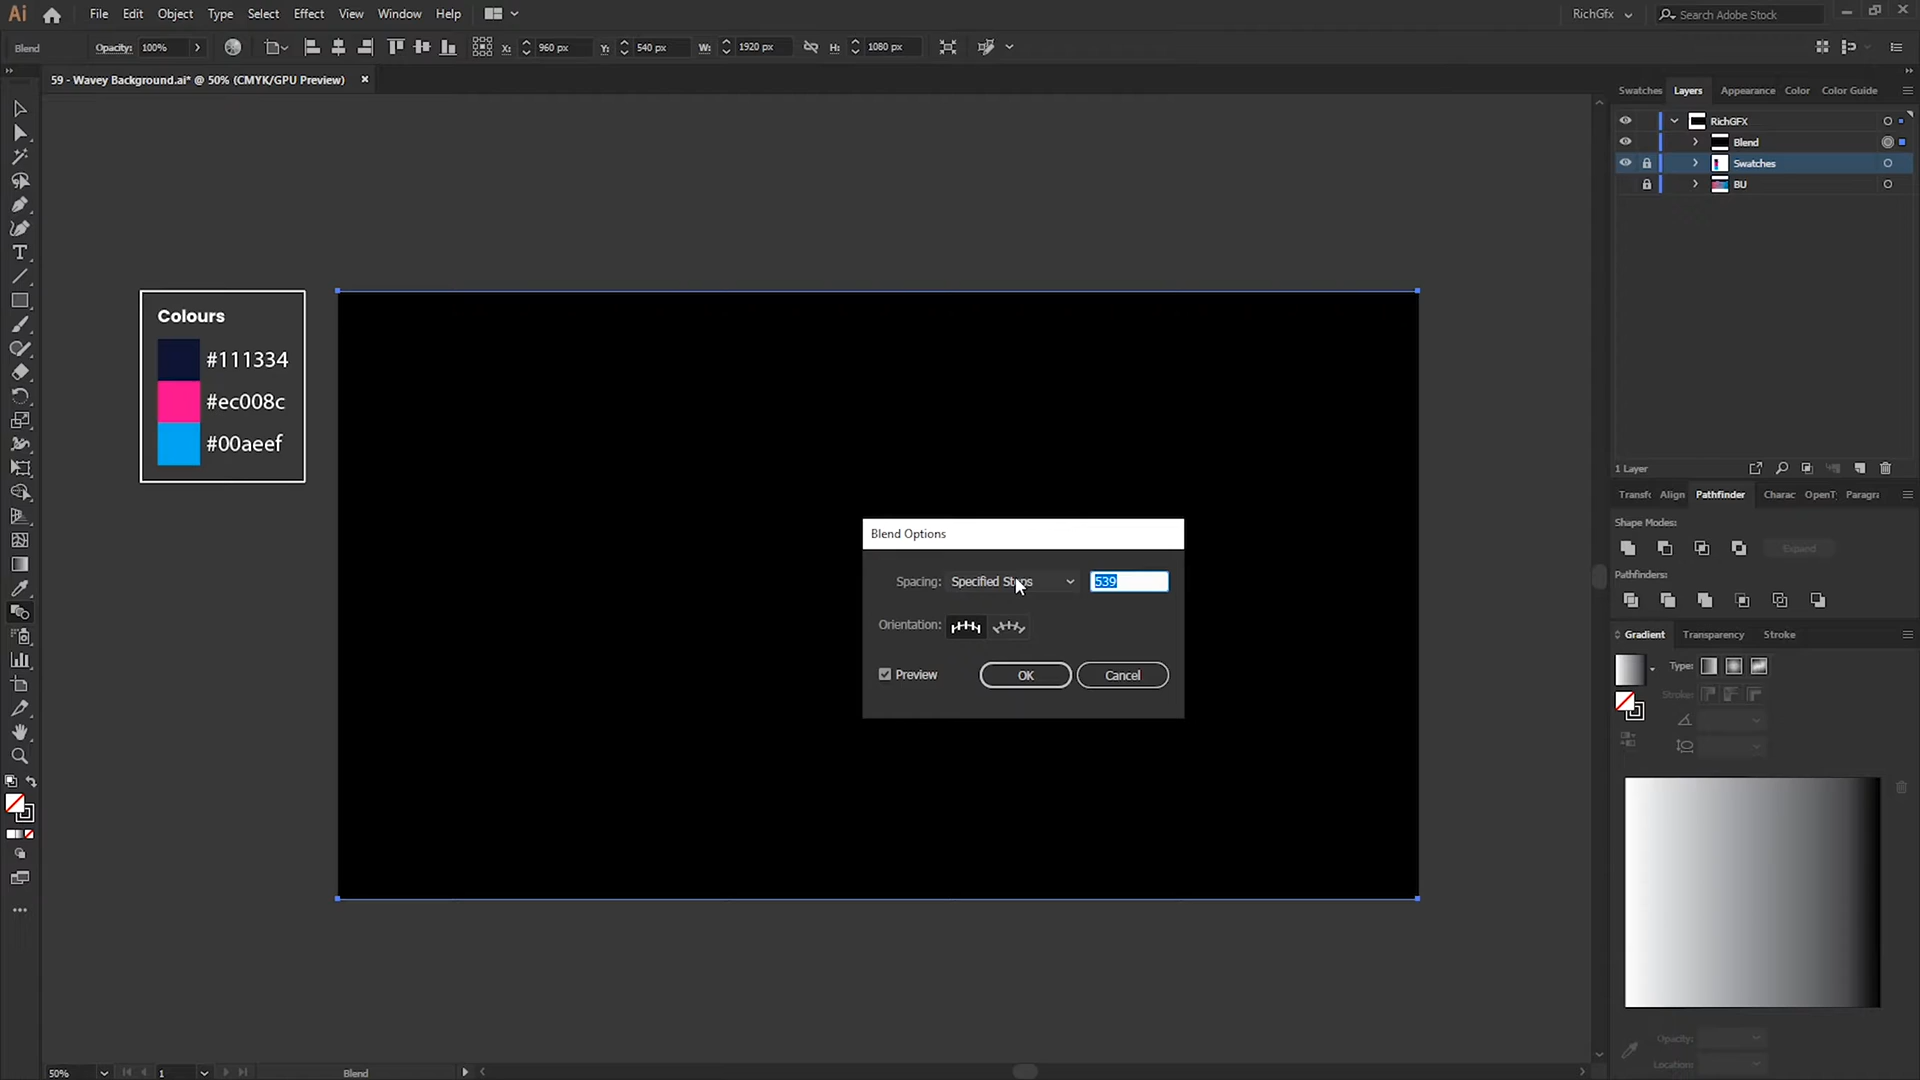 Ai File Edit Object Type Select Effect View Window Help RichGfx Search Adobe Stock
Blend Opacity: 100% X: 960 px Y: 540 px W: 1920 px H: 1080 px
59 - Wavey Background.ai* @ 50% (CMYK/GPU Preview)
Swatches Layers Appearance Color Color Guide
RichGFX
Blend
Swatches
BU
1 Layer
Transfc Align Pathfinder Charac OpenT Paragra
Shape Modes:
Expand
Pathfinders:
Gradient Transparency Stroke
Type:
Stroke:
Opacity:
Location:
Colours
#111334
#ec008c
#00aeef
Blend Options
Spacing: Specified Steps 539
Orientation:
Preview OK Cancel
50% 1 Blend